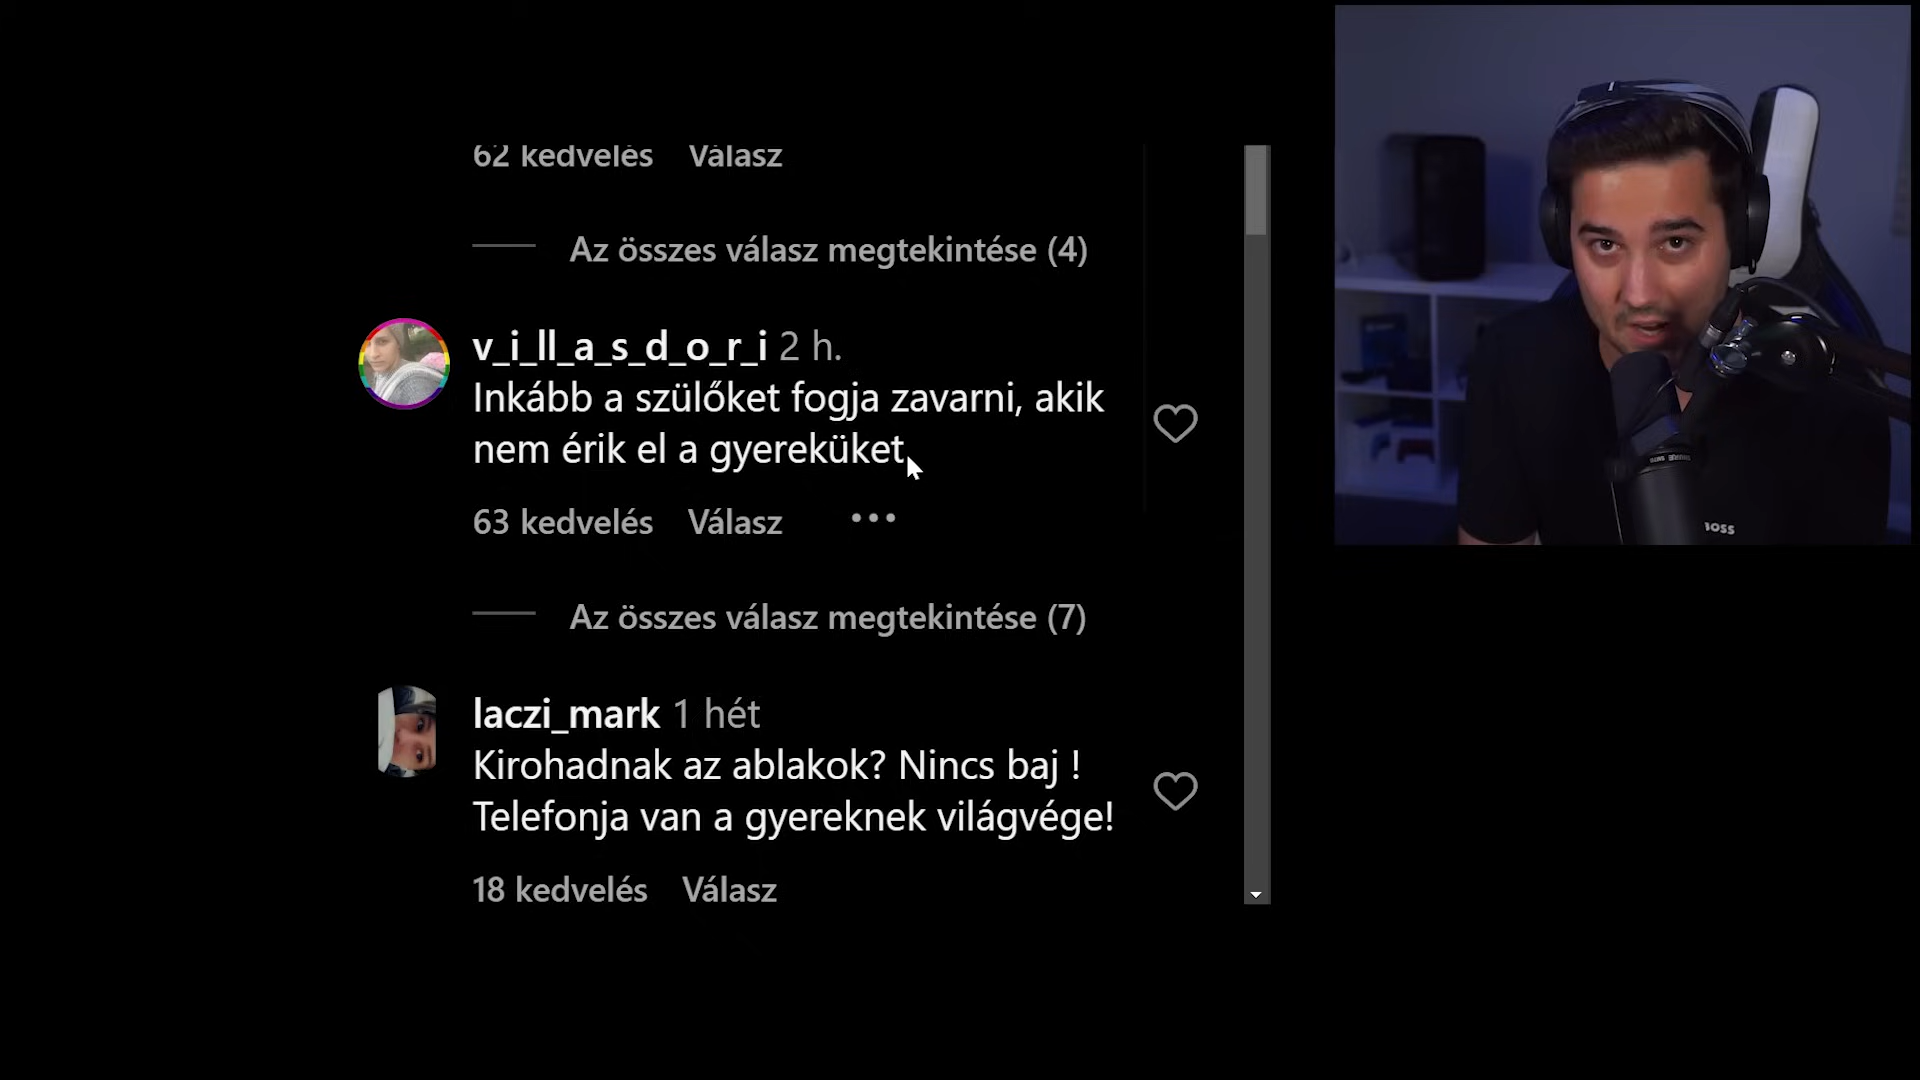 62 kedvelés Válasz
Az összes válasz megtekintése (4)
v_i_ll_a_s_d_o_r_i 2 h.
Inkább a szülőket fogja zavarni, akik
nem érik el a gyereküket.
63 kedvelés Válasz
Az összes válasz megtekintése (7)
laczi_mark 1 hét
Kirohadnak az ablakok? Nincs baj !
Telefonja van a gyereknek világvége!
18 kedvelés Válasz
BOSS